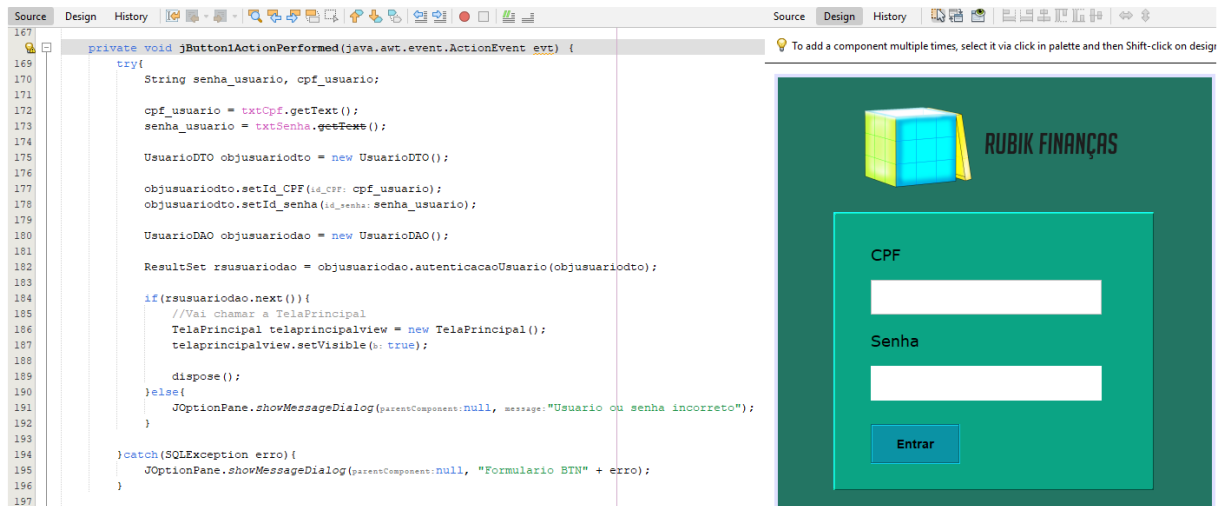 Source Design History
167
private void jButton1ActionPerformed(java.awt.event.ActionEvent evt) {
169 try{
170 String senha_usuario, cpf_usuario;
171
172 cpf_usuario = txtCpf.getText();
173 senha_usuario = txtSenha.getText();
174
175 UsuarioDTO objusuariodto = new UsuarioDTO();
176
177 objusuariodto.setId_CPF(id_CPF: cpf_usuario);
178 objusuariodto.setId_senha(id_senha: senha_usuario);
179
180 UsuarioDAO objusuariodao = new UsuarioDAO();
181
182 ResultSet rsusuariodao = objusuariodao.autenticacaoUsuario(objusuariodto);
183
184 if(rsusuariodao.next()){
185 //Vai chamar a TelaPrincipal
186 TelaPrincipal telaprincipalview = new TelaPrincipal();
187 telaprincipalview.setVisible(b: true);
188
189 dispose();
190 }else{
191 JOptionPane.showMessageDialog(parentComponent: null, message: "Usuario ou senha incorreto");
192 }
193
194 }catch(SQLException erro){
195 JOptionPane.showMessageDialog(parentComponent: null, "Formulario BTN" + erro);
196 }
197
Source Design History
To add a component multiple times, select it via click in palette and then Shift-click on desig
RUBIK FINANÇAS
CPF
Senha
Entrar